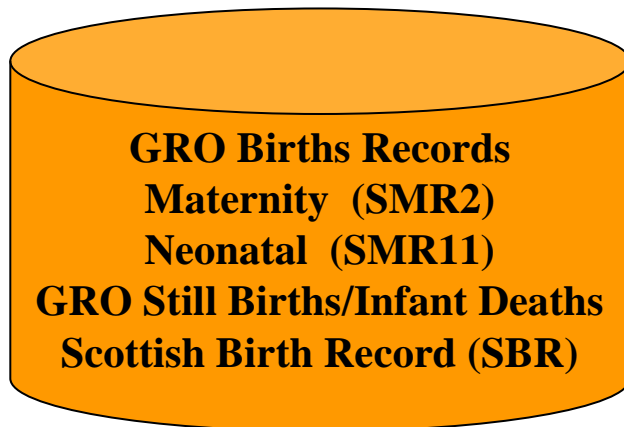 GRO Births Records
Maternity (SMR2)
Neonatal (SMR11)
GRO Still Births/Infant Deaths
Scottish Birth Record (SBR)